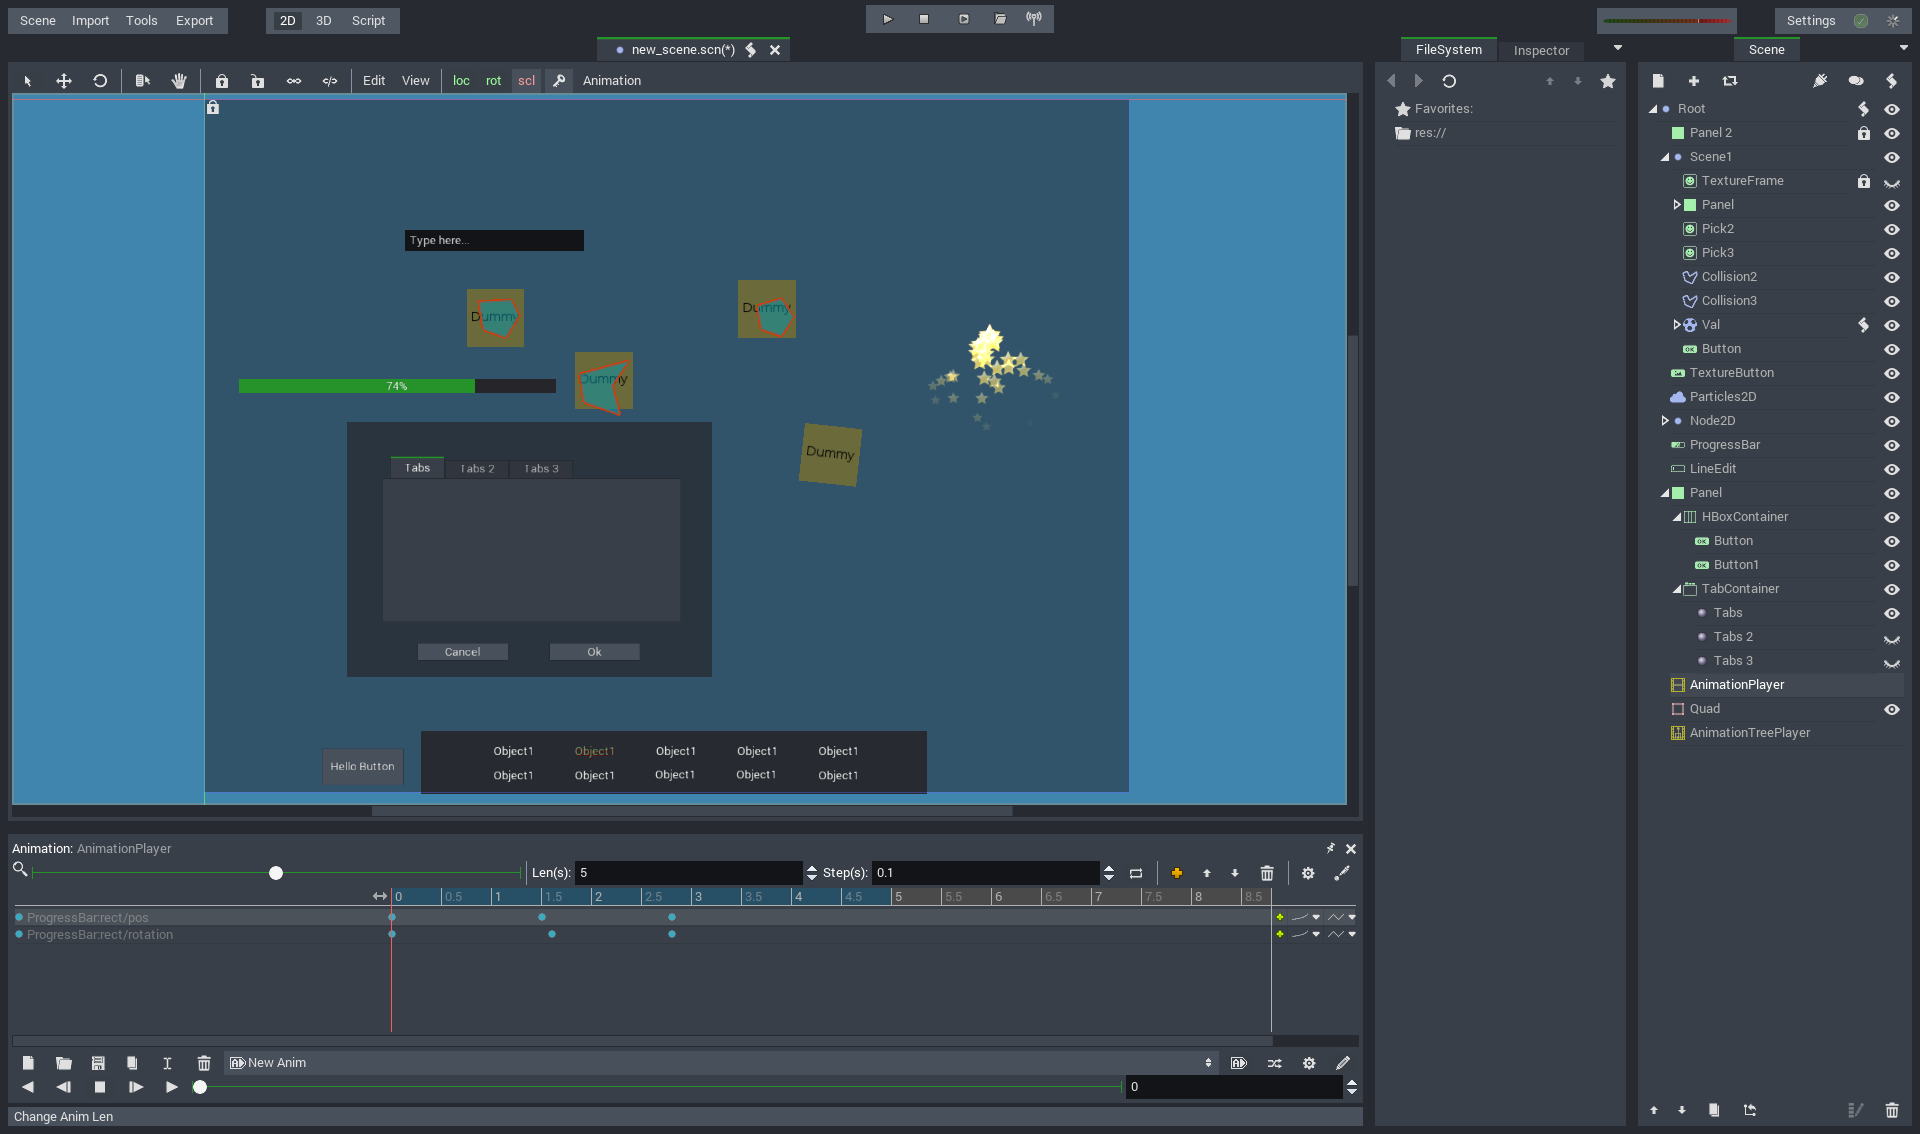 Scene Import Tools Export 2D 3D Script Settings
new_scene.scn(*) FileSystem Inspector Scene
Edit View loc rot scl Animation
Favorites:
res://
Root
Panel 2
Scene1
TextureFrame
Panel
Pick2
Pick3
Collision2
Collision3
Val
Button
TextureButton
Particles2D
Node2D
ProgressBar
LineEdit
Panel
HBoxContainer
Button
Button1
TabContainer
Tabs
Tabs 2
Tabs 3
AnimationPlayer
Quad
AnimationTreePlayer
Type here...
Dummy
Dummy
Dummy
74%
Dummy
Tabs Tabs 2 Tabs 3
Cancel Ok
Hello Button
Object1 Object1 Object1 Object1 Object1
Object1 Object1 Object1 Object1 Object1
Animation: AnimationPlayer
Len(s): 5 Step(s): 0.1
0 0.5 1 1.5 2 2.5 3 3.5 4 4.5 5 5.5 6 6.5 7 7.5 8 8.5
ProgressBar:rect/pos
ProgressBar:rect/rotation
New Anim
0
Change Anim Len